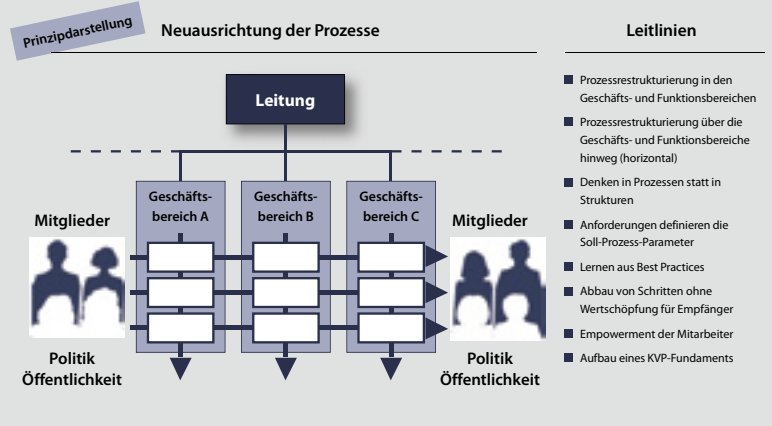 Prinzipdarstellung
Neuausrichtung der Prozesse
Leitung
Geschäfts-
bereich A
Geschäfts-
bereich B
Geschäfts-
bereich C
Mitglieder
Politik
Öffentlichkeit
Mitglieder
Politik
Öffentlichkeit
Leitlinien
Prozessrestrukturierung in den
Geschäfts- und Funktionsbereichen
Prozessrestrukturierung über die
Geschäfts- und Funktionsbereiche
hinweg (horizontal)
Denken in Prozessen statt in
Strukturen
Anforderungen definieren die
Soll-Prozess-Parameter
Lernen aus Best Practices
Abbau von Schritten ohne
Wertschöpfung für Empfänger
Empowerment der Mitarbeiter
Aufbau eines KVP-Fundaments